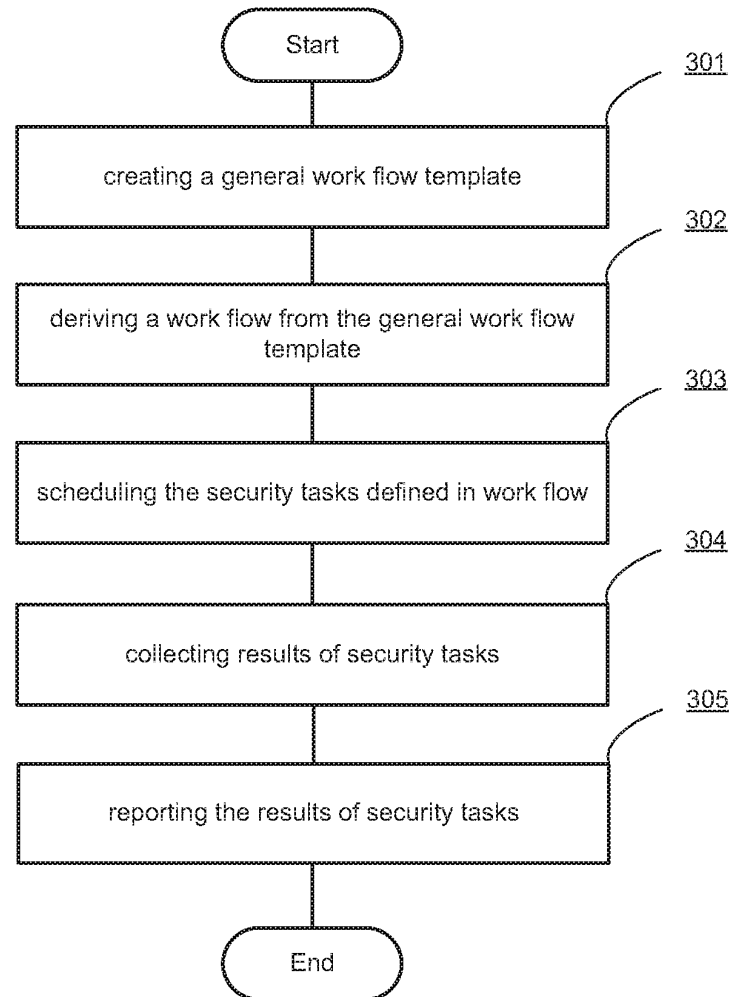 Start
301
creating a general work flow template
302
deriving a work flow from the general work flow
template
303
scheduling the security tasks defined in work flow
304
collecting results of security tasks
305
reporting the results of security tasks
End